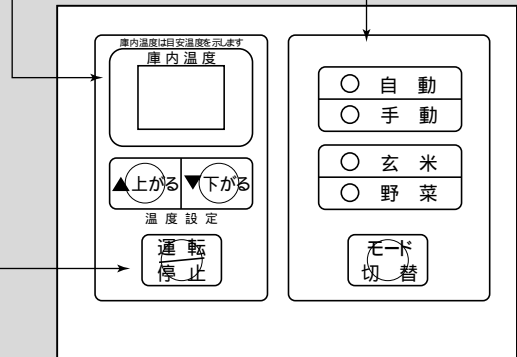 庫内温度は目安温度を示します
庫内温度
▲上がる ▼下がる
温度設定
運転
停止
自動
手動
玄米
野菜
モード
切替